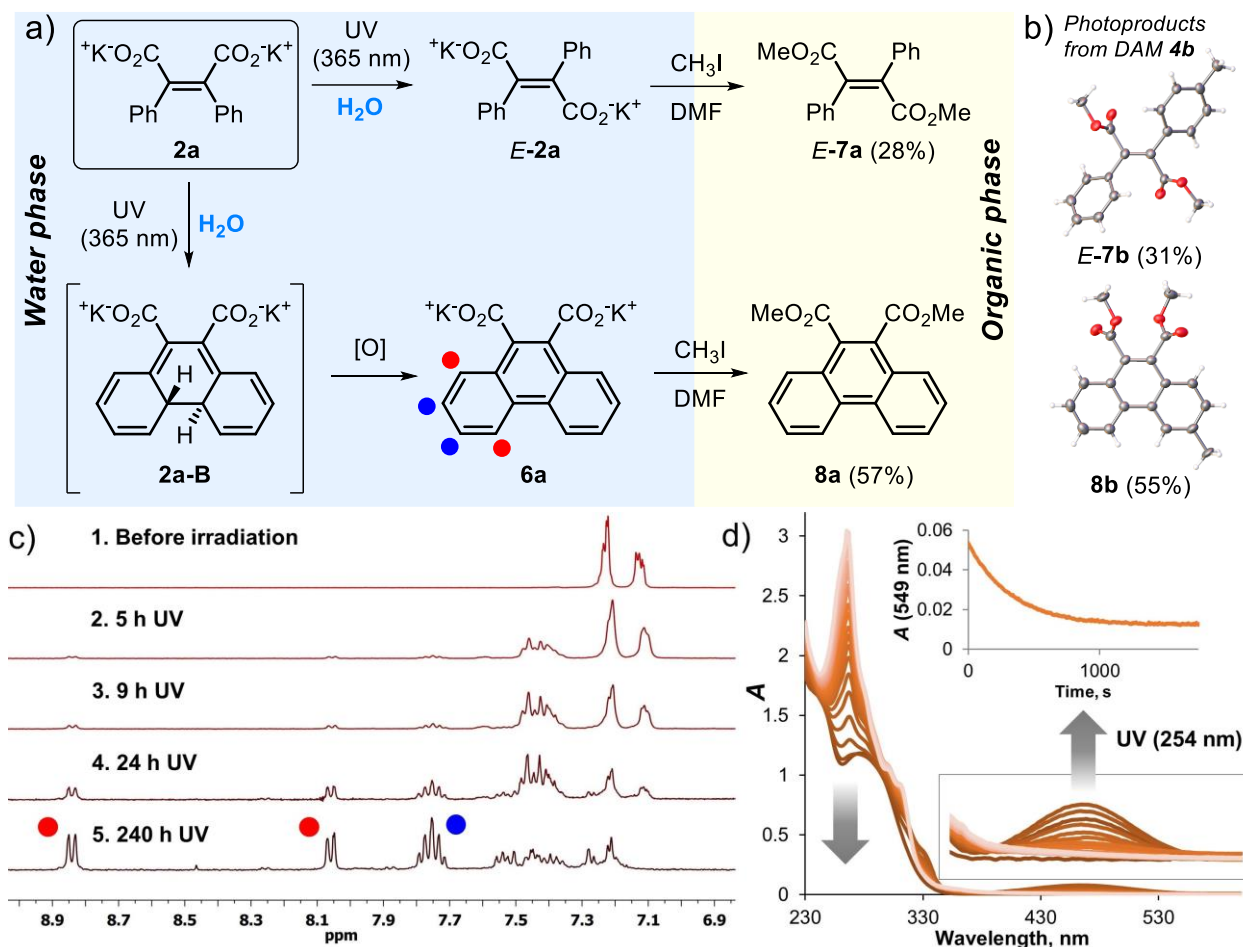 a)
⁺K⁻O₂C CO₂⁻K⁺
Ph Ph
2a
UV
(365 nm)
H₂O
⁺K⁻O₂C Ph
Ph CO₂⁻K⁺
E-2a
CH₃I
DMF
MeO₂C Ph
Ph CO₂Me
E-7a (28%)
Water phase
Organic phase
UV
(365 nm)
H₂O
⁺K⁻O₂C CO₂⁻K⁺
H
H
2a-B
[O]
⁺K⁻O₂C CO₂⁻K⁺
6a
CH₃I
DMF
MeO₂C CO₂Me
8a (57%)
b) Photoproducts
from DAM 4b
E-7b (31%)
8b (55%)
c)
1. Before irradiation
2. 5 h UV
3. 9 h UV
4. 24 h UV
5. 240 h UV
8.9 8.7 8.5 8.3 8.1 7.9 7.7 7.5 7.3 7.1 6.9
ppm
d)
3
2.5
2
1.5
1
0.5
0
A
230 330 430 530
Wavelength, nm
0.06
0.04
0.02
0
A (549 nm)
0 1000
Time, s
UV (254 nm)